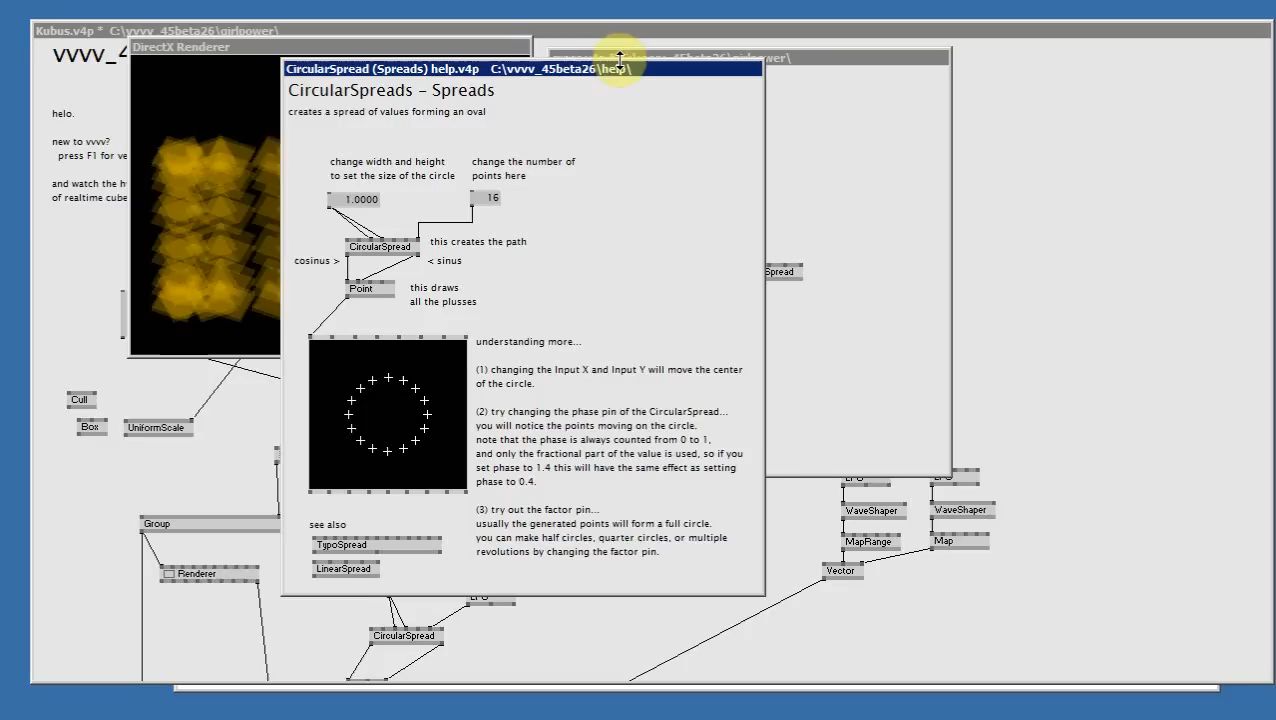 Kubus.v4p * C:\vvvv_45beta26\girlpower\
vvvv_4
DirectX Renderer
girlpower\
CircularSpread (Spreads) help.v4p C:\vvvv_45beta26\help\
CircularSpreads - Spreads
creates a spread of values forming an oval
helo.
new to vvvv?
press F1 for ve
and watch the h
of realtime cube
change width and height
to set the size of the circle
change the number of
points here
1.0000
16
CircularSpread
this creates the path
cosinus >
< sinus
Point
this draws
all the plusses
Spread
understanding more...
(1) changing the Input X and Input Y will move the center
of the circle.
(2) try changing the phase pin of the CircularSpread...
you will notice the points moving on the circle.
note that the phase is always counted from 0 to 1,
and only the fractional part of the value is used, so if you
set phase to 1.4 this will have the same effect as setting
phase to 0.4.
(3) try out the factor pin...
usually the generated points will form a full circle.
you can make half circles, quarter circles, or multiple
revolutions by changing the factor pin.
see also
TypoSpread
LinearSpread
Cull
Box
UniformScale
Group
Renderer
LFO
LFO
WaveShaper
WaveShaper
MapRange
Map
Vector
LFO
CircularSpread